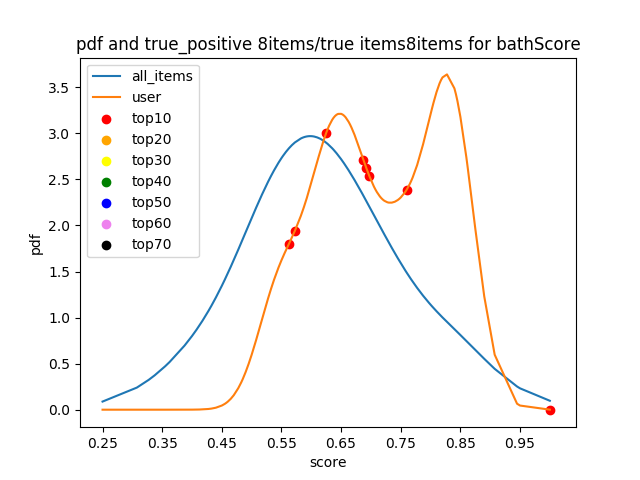 pdf and true_positive 8items/true items8items for bathScore
all_items
user
top10
top20
top30
top40
top50
top60
top70
pdf
3.5
3.0
2.5
2.0
1.5
1.0
0.5
0.0
0.25 0.35 0.45 0.55 0.65 0.75 0.85 0.95
score